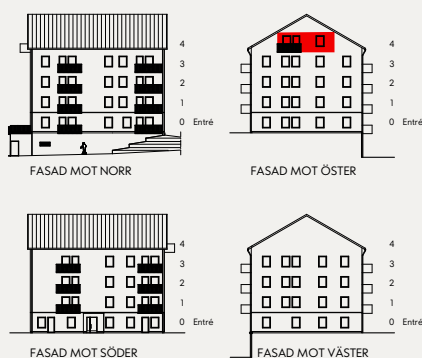 4
3
2
1
0 Entré
FASAD MOT NORR
4
3
2
1
0 Entré
FASAD MOT ÖSTER
4
3
2
1
0 Entré
FASAD MOT SÖDER
4
3
2
1
0 Entré
FASAD MOT VÄSTER